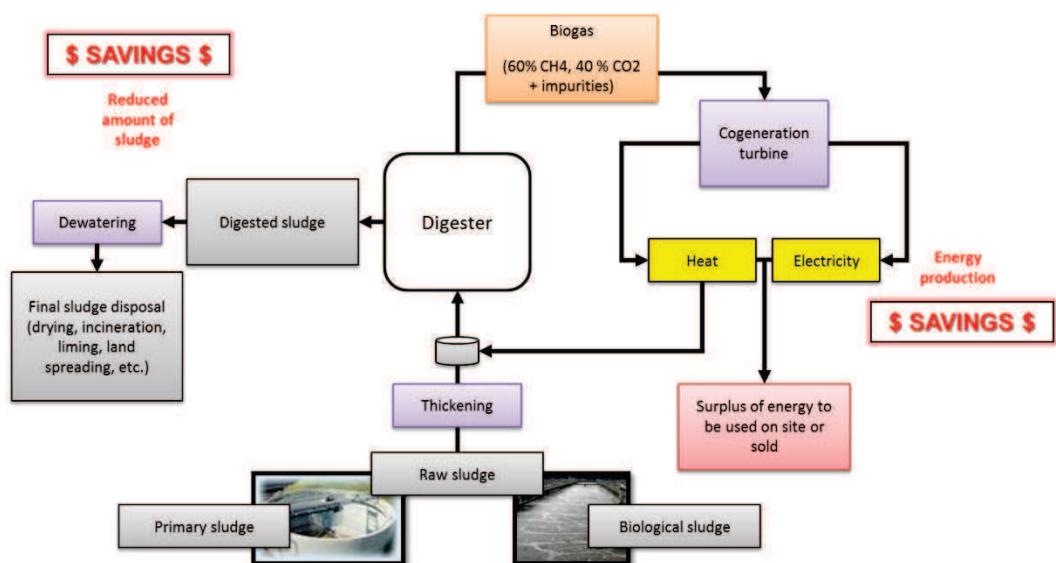 $ SAVINGS $
Reduced
amount of
sludge
Biogas
(60% CH4, 40 % CO2
+ impurities)
Cogeneration
turbine
Dewatering
Digested sludge
Digester
Heat
Electricity
Energy
production
$ SAVINGS $
Final sludge disposal
(drying, incineration,
liming, land
spreading, etc.)
Thickening
Surplus of energy to
be used on site or
sold
Raw sludge
Primary sludge
Biological sludge